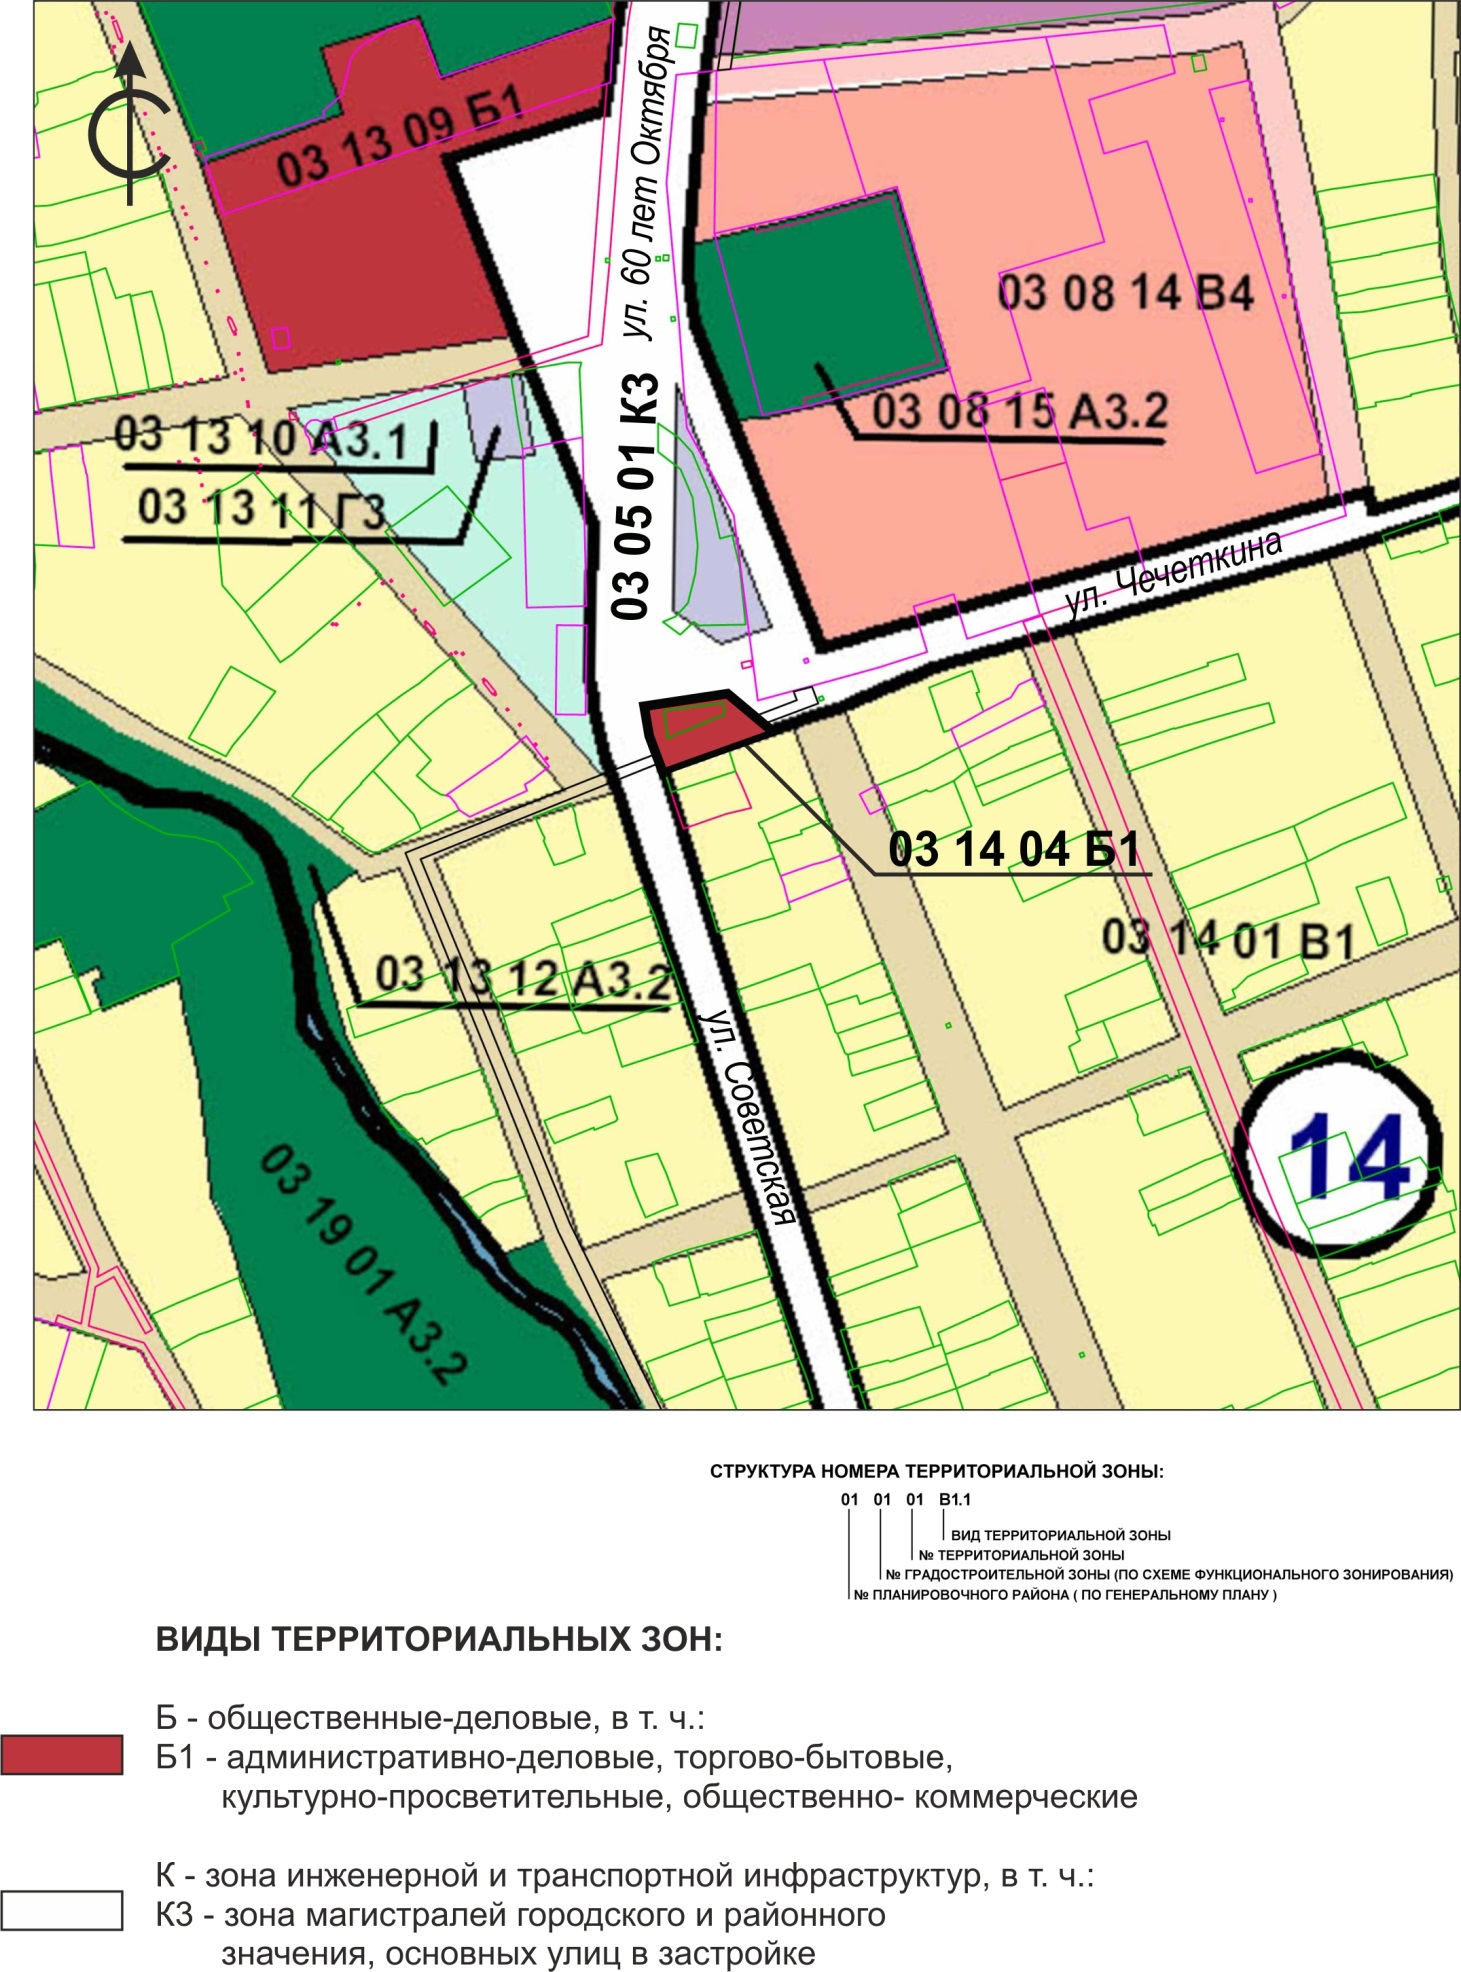 С
03 13 09 Б1
ул. 60 лет Октября
03 08 14 В4
03 08 15 А3.2
03 13 10 А3.1
03 13 11 Г3
03 05 01 К3
ул. Чечеткина
03 14 04 Б1
03 14 01 В1
03 13 12 А3.2
ул. Советская
14
03 19 01 А3.2
СТРУКТУРА НОМЕРА ТЕРРИТОРИАЛЬНОЙ ЗОНЫ:
01 01 01 В1.1
ВИД ТЕРРИТОРИАЛЬНОЙ ЗОНЫ
№ ТЕРРИТОРИАЛЬНОЙ ЗОНЫ
№ ГРАДОСТРОИТЕЛЬНОЙ ЗОНЫ (ПО СХЕМЕ ФУНКЦИОНАЛЬНОГО ЗОНИРОВАНИЯ)
№ ПЛАНИРОВОЧНОГО РАЙОНА ( ПО ГЕНЕРАЛЬНОМУ ПЛАНУ )
ВИДЫ ТЕРРИТОРИАЛЬНЫХ ЗОН:
Б - общественные-деловые, в т. ч.:
Б1 - административно-деловые, торгово-бытовые,
культурно-просветительные, общественно- коммерческие
К - зона инженерной и транспортной инфраструктур, в т. ч.:
К3 - зона магистралей городского и районного
значения, основных улиц в застройке